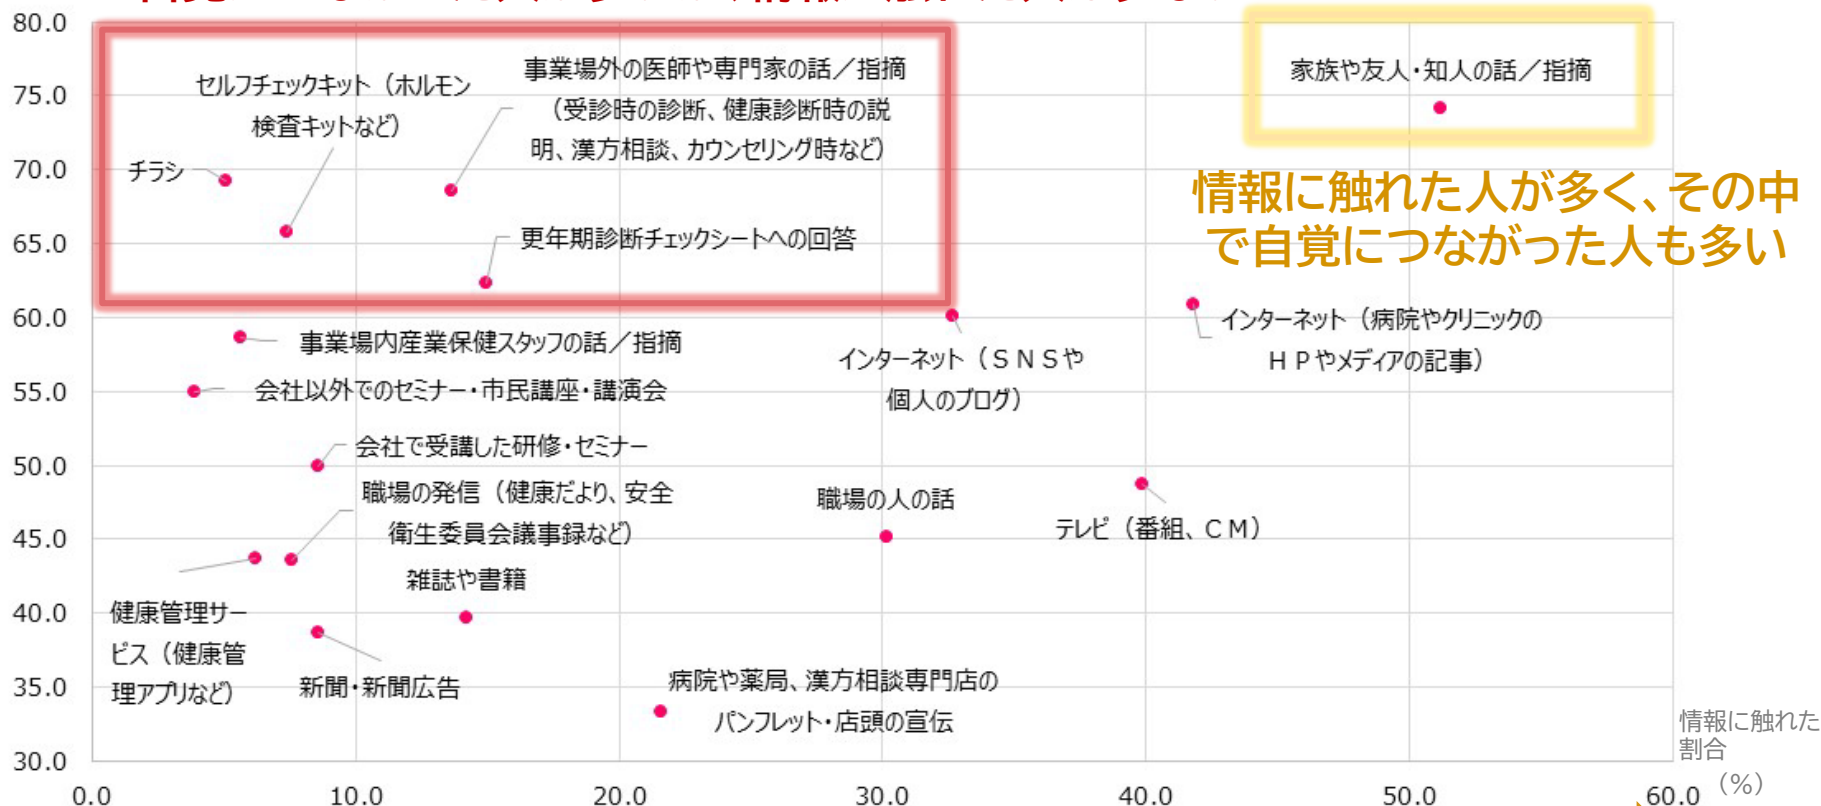 80.0
75.0
70.0
65.0
60.0
55.0
50.0
45.0
40.0
35.0
30.0
セルフチェックキット（ホルモン
検査キットなど）
事業場外の医師や専門家の話／指摘
（受診時の診断、健康診断時の説
明、漢方相談、カウンセリング時など）
チラシ
更年期診断チェックシートへの回答
家族や友人・知人の話／指摘
情報に触れた人が多く、その中
で自覚につながった人も多い
事業場内産業保健スタッフの話／指摘
会社以外でのセミナー・市民講座・講演会
インターネット（ＳＮＳや
個人のブログ）
インターネット（病院やクリニックの
ＨＰやメディアの記事）
会社で受講した研修・セミナー
職場の発信（健康だより、安全
衛生委員会議事録など）
職場の人の話
テレビ（番組、ＣＭ）
雑誌や書籍
健康管理サー
ビス（健康管
理アプリなど）
新聞・新聞広告
病院や薬局、漢方相談専門店の
パンフレット・店頭の宣伝
情報に触れた
割合
（%）
0.0 10.0 20.0 30.0 40.0 50.0 60.0